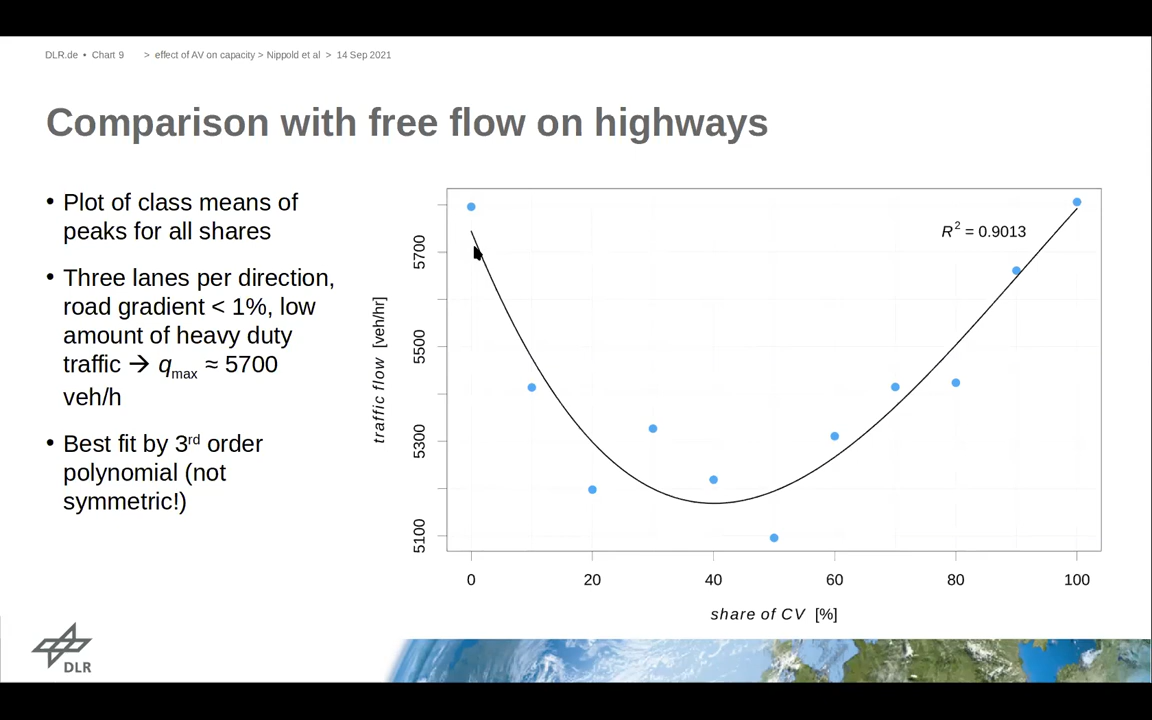 DLR.de • Chart 9 > effect of AV on capacity > Nippold et al > 14 Sep 2021
Comparison with free flow on highways
• Plot of class means of
peaks for all shares
• Three lanes per direction,
road gradient < 1%, low
amount of heavy duty
traffic → qmax ≈ 5700
veh/h
• Best fit by 3rd order
polynomial (not
symmetric!)
R2 = 0.9013
traffic flow [veh/hr]
5700
5500
5300
5100
0 20 40 60 80 100
share of CV [%]
DLR